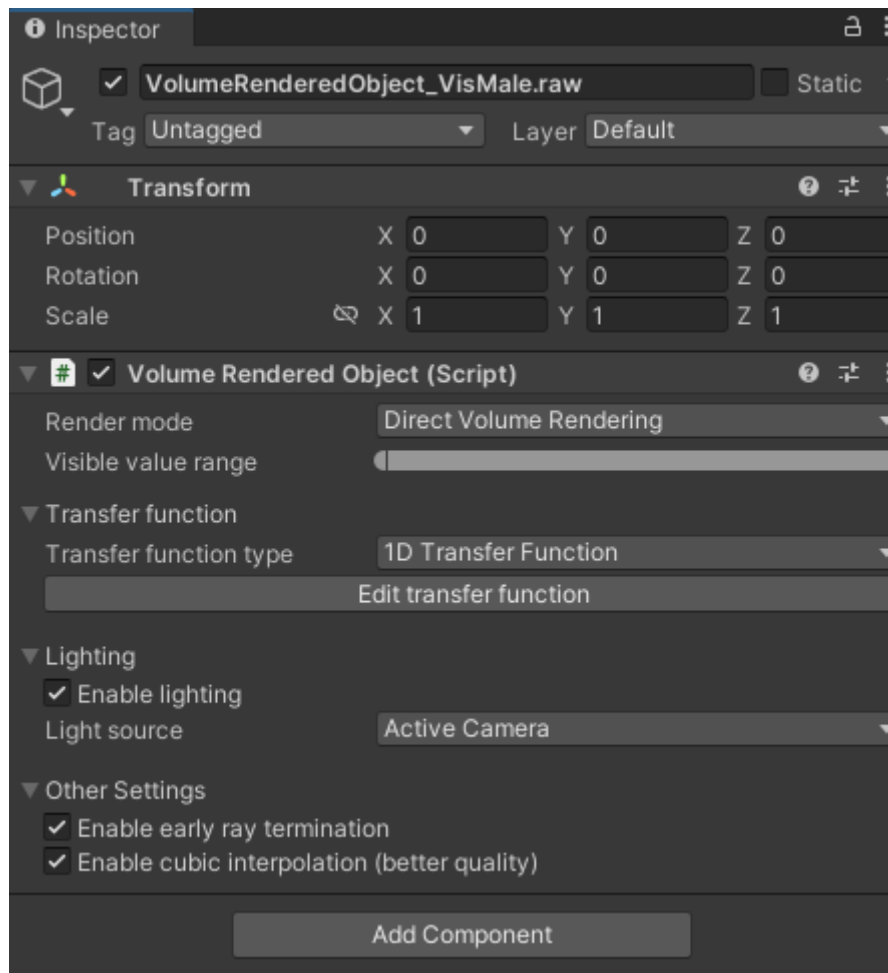 Inspector
VolumeRenderedObject_VisMale.raw Static
Tag Untagged Layer Default
Transform
Position X 0 Y 0 Z 0
Rotation X 0 Y 0 Z 0
Scale X 1 Y 1 Z 1
# Volume Rendered Object (Script)
Render mode Direct Volume Rendering
Visible value range
Transfer function
Transfer function type 1D Transfer Function
Edit transfer function
Lighting
Enable lighting
Light source Active Camera
Other Settings
Enable early ray termination
Enable cubic interpolation (better quality)
Add Component